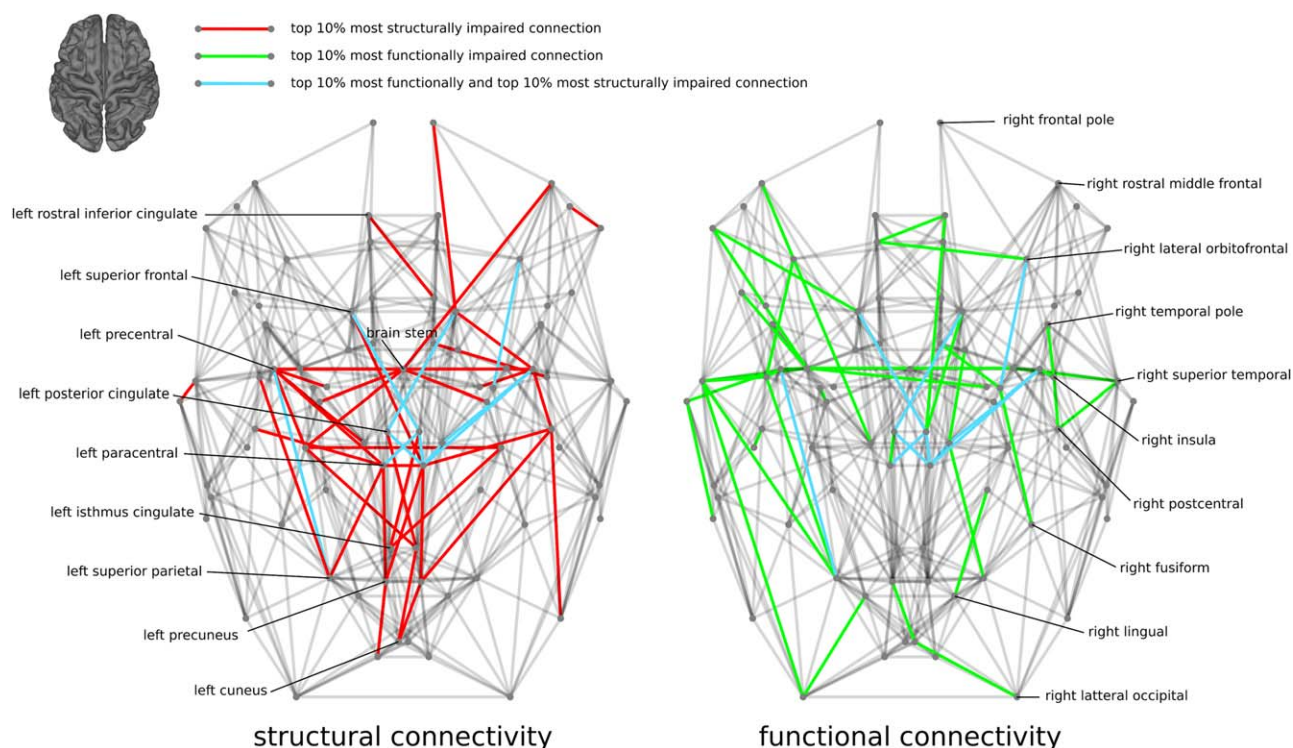 top 10% most structurally impaired connection
top 10% most functionally impaired connection
top 10% most functionally and top 10% most structurally impaired connection
left rostral inferior cingulate
left superior frontal
brain stem
left precentral
left posterior cingulate
left paracentral
left isthmus cingulate
left superior parietal
left precuneus
left cuneus
structural connectivity
right frontal pole
right rostral middle frontal
right lateral orbitofrontal
right temporal pole
right superior temporal
right insula
right postcentral
right fusiform
right lingual
right latteral occipital
functional connectivity